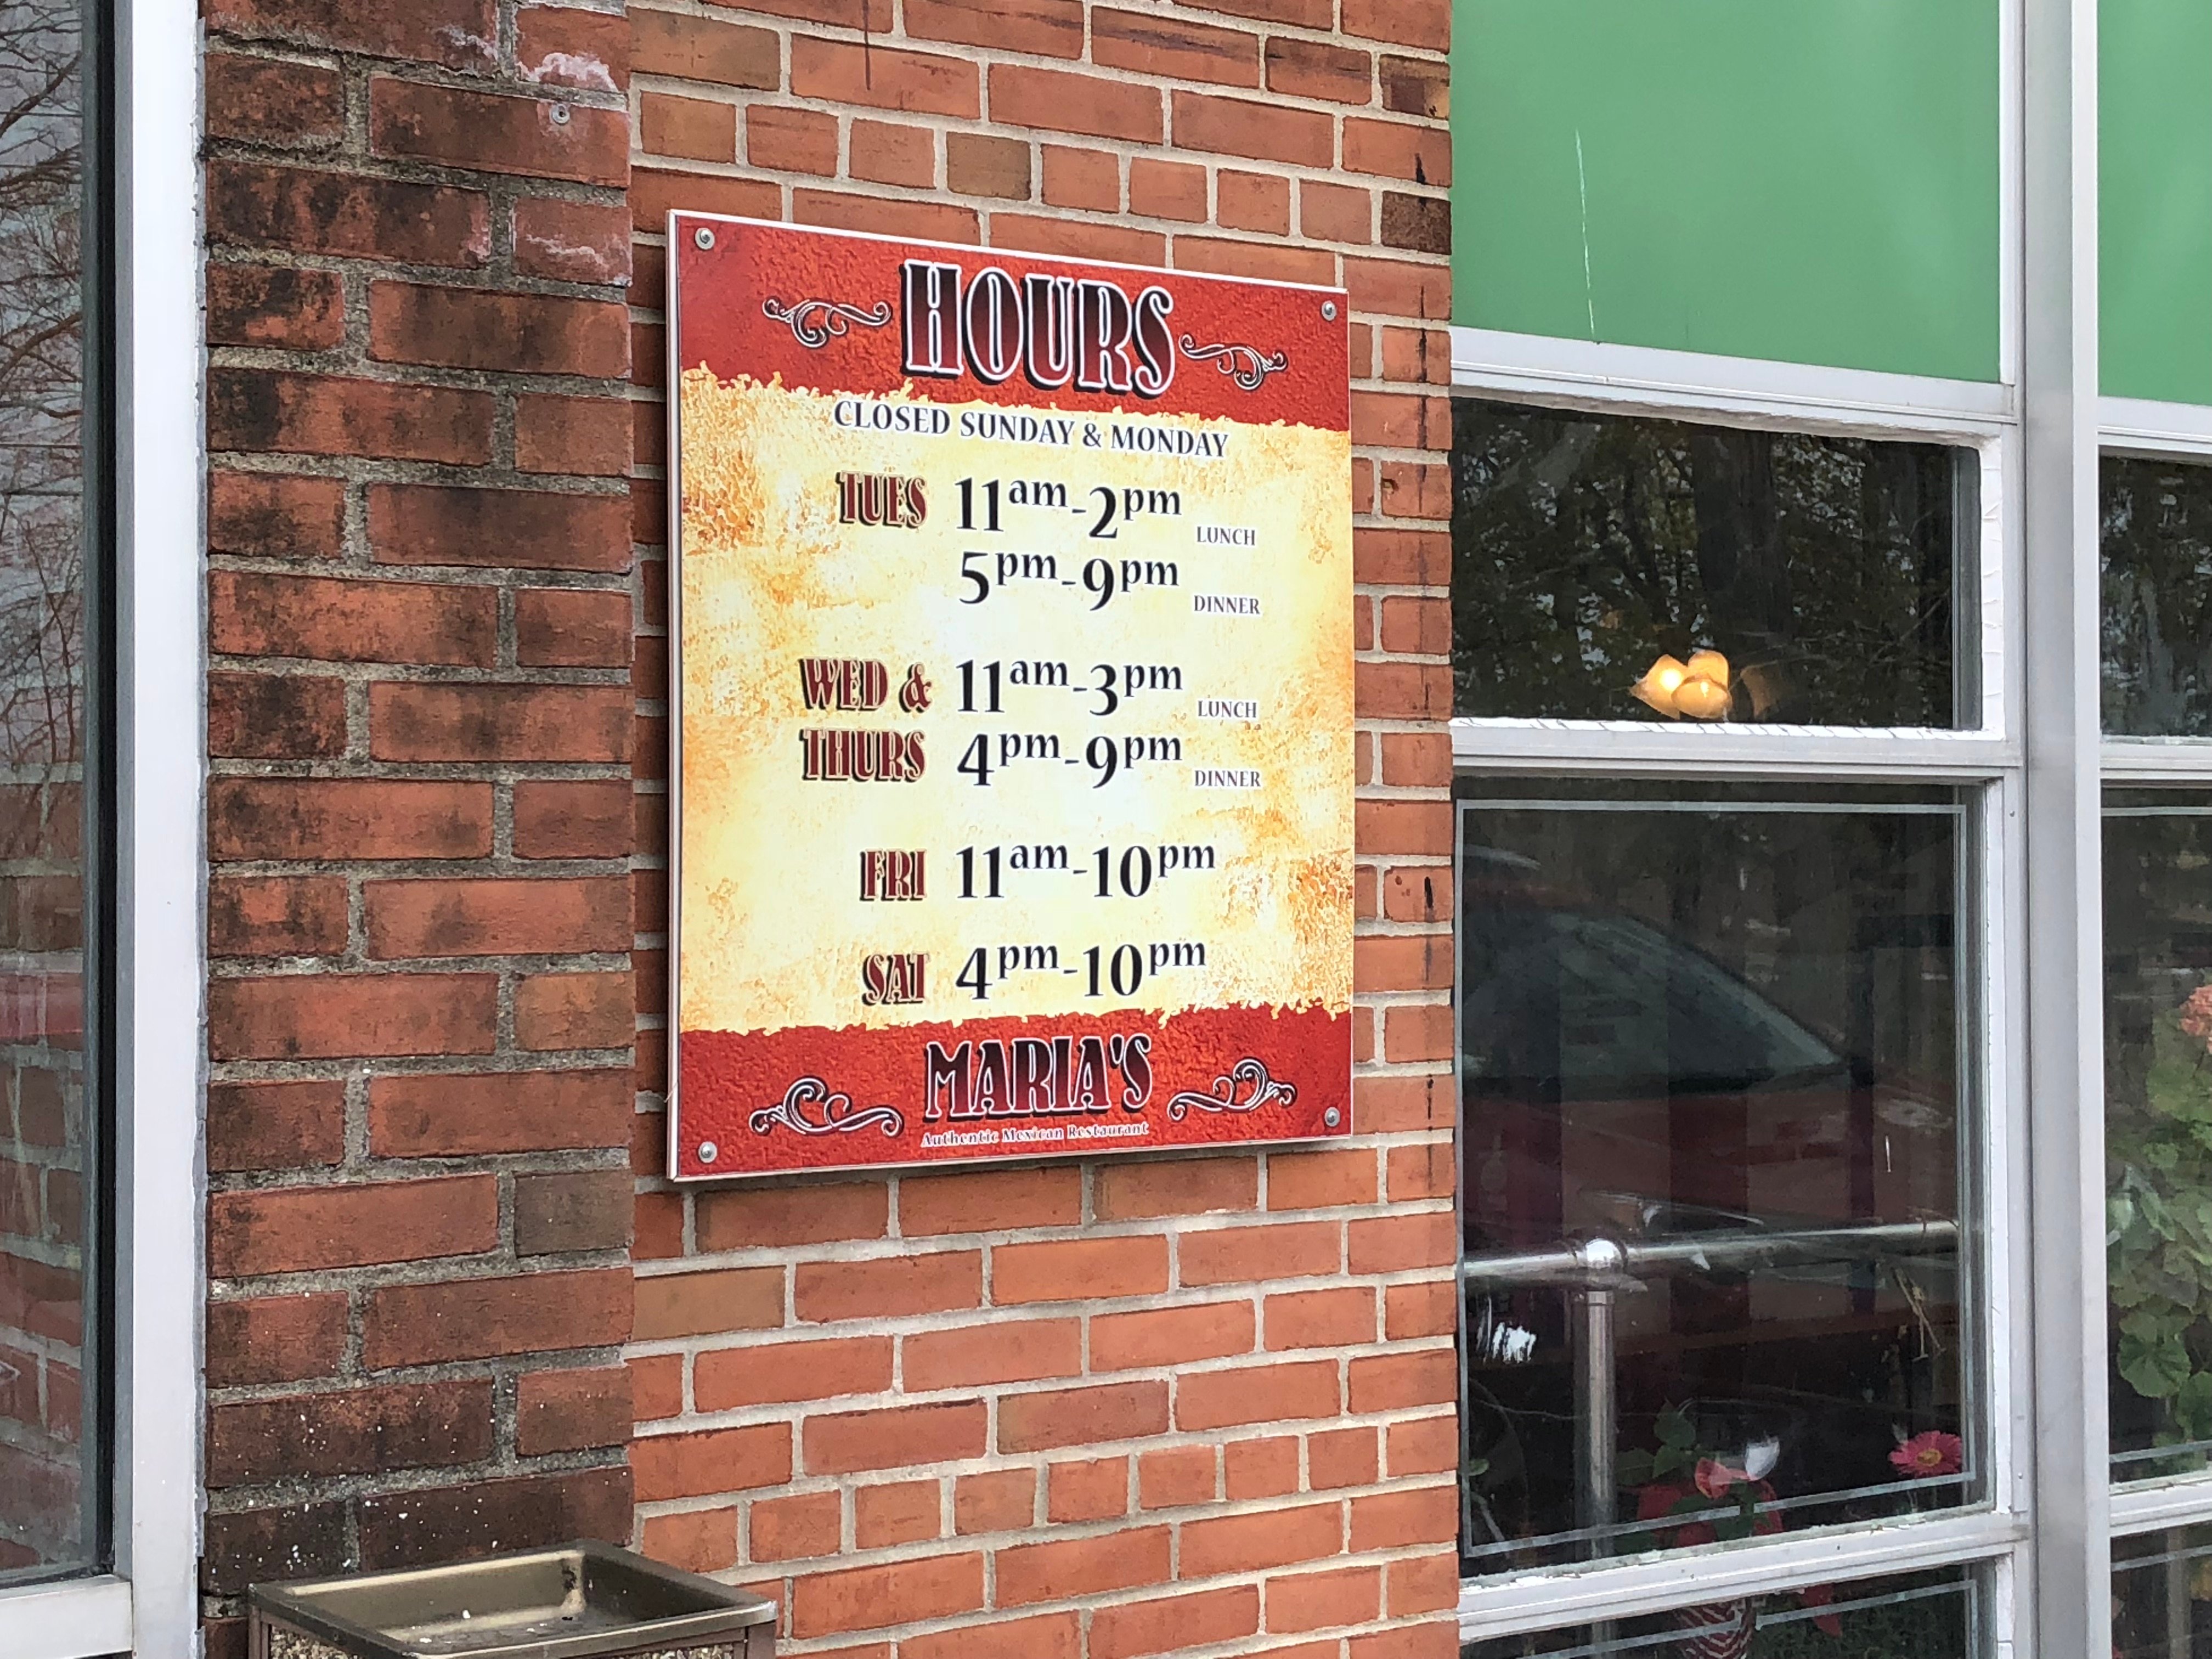 HOURS
CLOSED SUNDAY & MONDAY
TUES 11am-2pm LUNCH
5pm-9pm DINNER
WED & 11am-3pm LUNCH
THURS 4pm-9pm DINNER
FRI 11am-10pm
SAT 4pm-10pm
MARIA'S
Authentic Mexican Restaurant